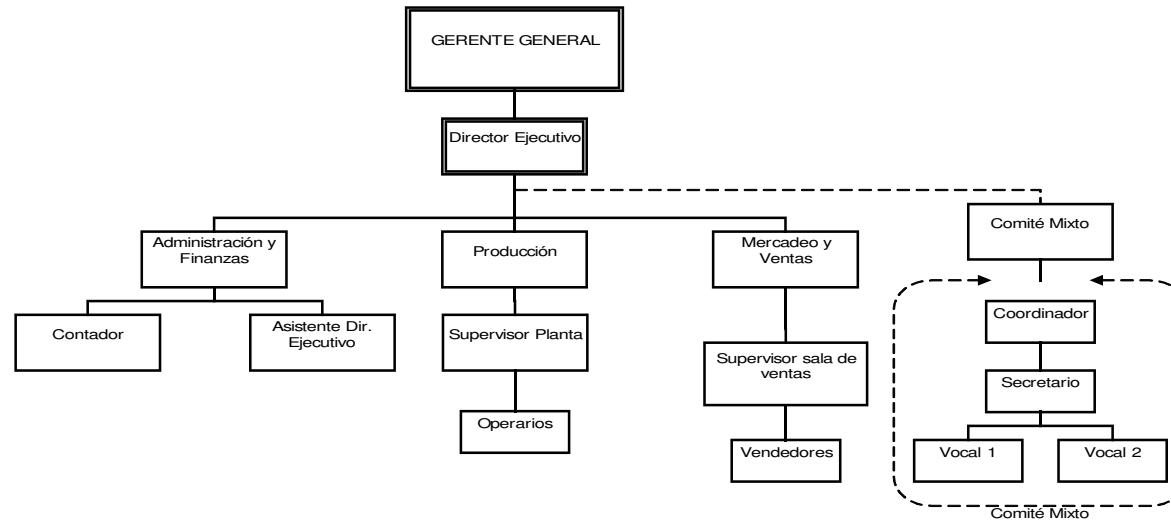 GERENTE GENERAL
Director Ejecutivo
Administración y
Finanzas
Producción
Mercadeo y
Ventas
Comité Mixto
Contador
Asistente Dir.
Ejecutivo
Supervisor Planta
Supervisor sala de
ventas
Coordinador
Secretario
Operarios
Vendedores
Vocal 1
Vocal 2
Comité Mixto